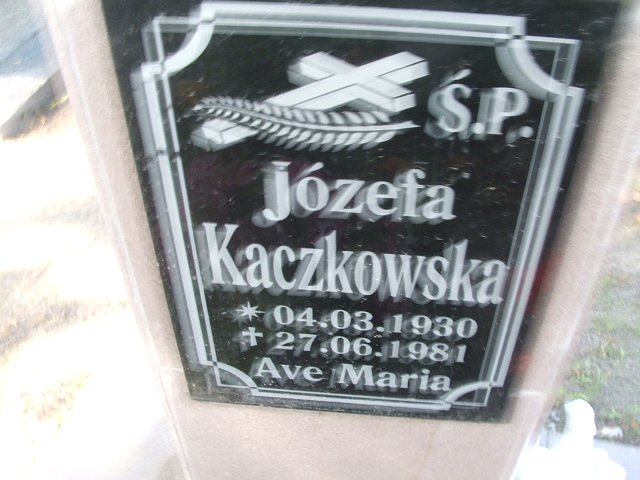 Ś.P.
Józefa
Kaczkowska
* 04.03.1930
✝ 27.06.1981
Ave Maria